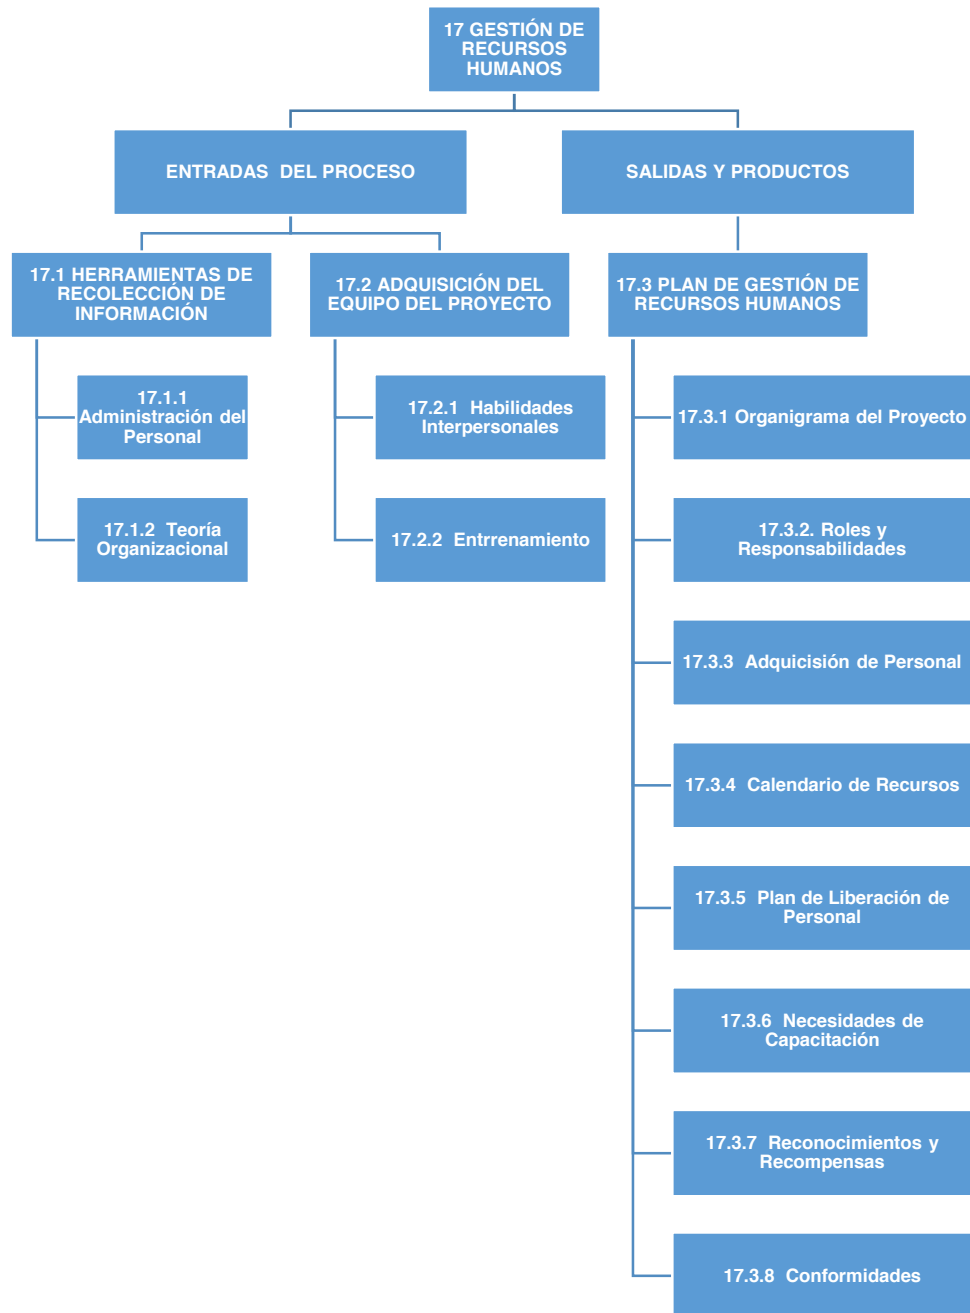 17 GESTIÓN DE
RECURSOS
HUMANOS
ENTRADAS DEL PROCESO
SALIDAS Y PRODUCTOS
17.1 HERRAMIENTAS DE
RECOLECCIÓN DE
INFORMACIÓN
17.2 ADQUISICIÓN DEL
EQUIPO DEL PROYECTO
17.3 PLAN DE GESTIÓN DE
RECURSOS HUMANOS
17.1.1
Administración del
Personal
17.2.1 Habilidades
Interpersonales
17.3.1 Organigrama del Proyecto
17.1.2 Teoría
Organizacional
17.2.2 Entrrenamiento
17.3.2. Roles y
Responsabilidades
17.3.3 Adquicisión de Personal
17.3.4 Calendario de Recursos
17.3.5 Plan de Liberación de
Personal
17.3.6 Necesidades de
Capacitación
17.3.7 Reconocimientos y
Recompensas
17.3.8 Conformidades